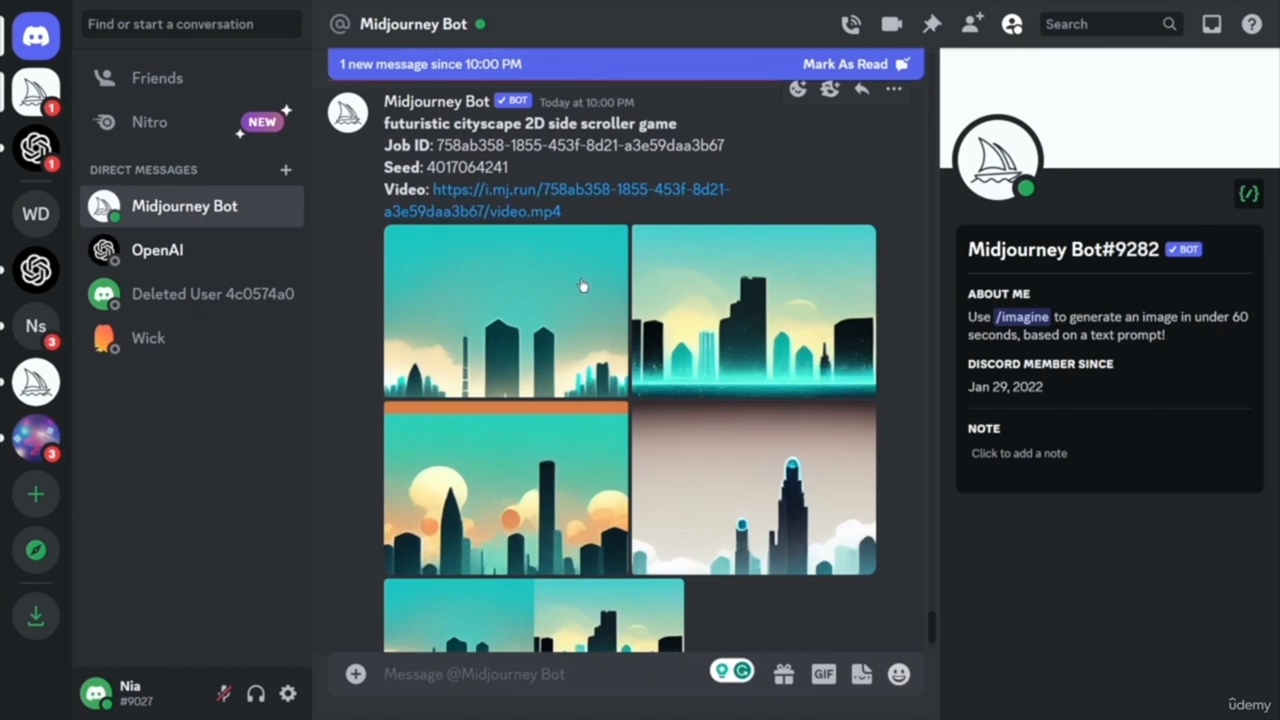 Find or start a conversation
Friends
Nitro
NEW
DIRECT MESSAGES
Midjourney Bot
OpenAI
Deleted User 4c0574a0
Wick
1
1
WD
Ns
3
3
Nia
#9027
Midjourney Bot
Search
1 new message since 10:00 PM
Mark As Read
Midjourney Bot BOT Today at 10:00 PM
futuristic cityscape 2D side scroller game
Job ID: 758ab358-1855-453f-8d21-a3e59daa3b67
Seed: 4017064241
Video: https://i.mj.run/758ab358-1855-453f-8d21-
a3e59daa3b67/video.mp4
Message @Midjourney Bot
GIF
Midjourney Bot#9282 BOT
ABOUT ME
Use /imagine to generate an image in under 60
seconds, based on a text prompt!
DISCORD MEMBER SINCE
Jan 29, 2022
NOTE
Click to add a note
ûdemy